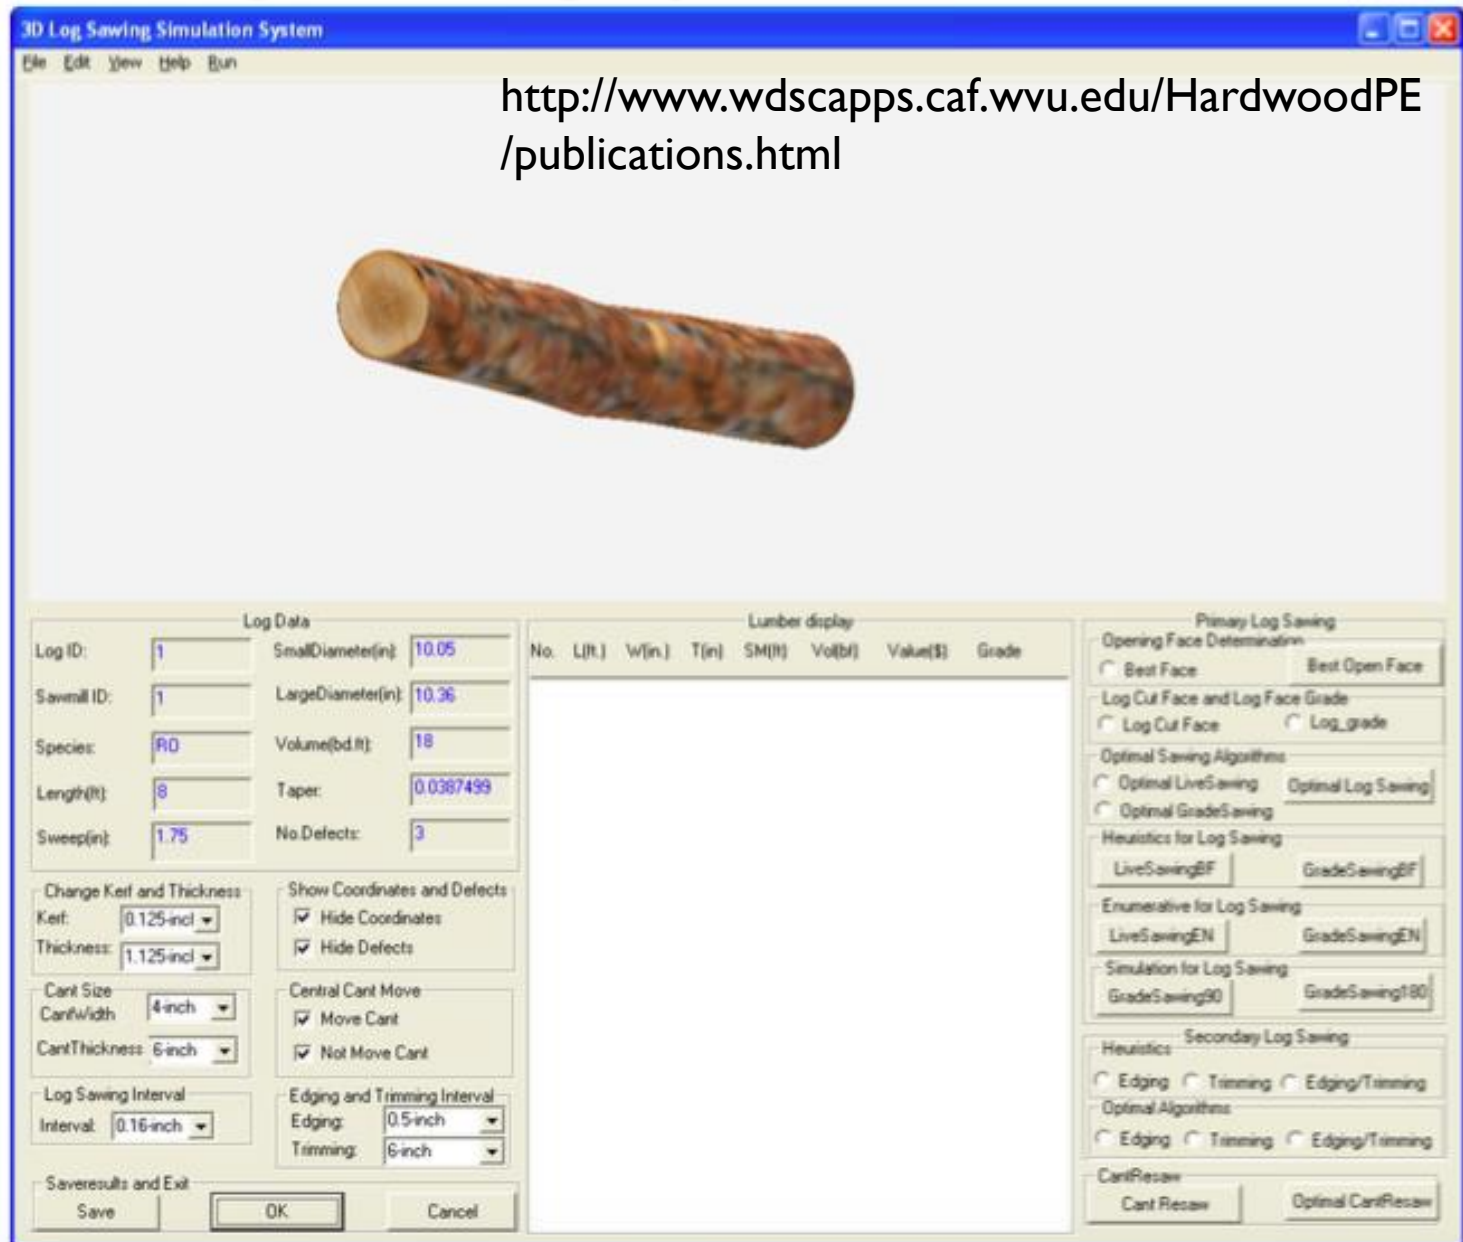 3D Log Sawing Simulation System
File Edit View Help Run
http://www.wdscapps.caf.wvu.edu/HardwoodPE
/publications.html
Log Data
Log ID: 1 SmallDiameter(in): 10.05
Sawmill ID: 1 LargeDiameter(in): 10.36
Species: RO Volume(bd.ft): 18
Length(ft): 8 Taper: 0.0387499
Sweep(in): 1.75 No.Defects: 3
Change Kerf and Thickness
Kerf: 0.125-incl
Thickness: 1.125-incl
Show Coordinates and Defects
Hide Coordinates
Hide Defects
Cant Size
CantWidth 4-inch
CantThickness 6-inch
Central Cant Move
Move Cant
Not Move Cant
Log Sawing Interval
Interval: 0.16-inch
Edging and Trimming Interval
Edging: 0.5-inch
Trimming: 6-inch
Saveresults and Exit
Save OK Cancel
Lumber display
No. L(ft.) W(in.) T(in) SM(ft) Vol(bf) Value($) Grade
Primary Log Sawing
Opening Face Determination
Best Face Best Open Face
Log Cut Face and Log Face Grade
Log Cut Face Log_grade
Optimal Sawing Algorithms
Optimal LiveSawing Optimal Log Sawing
Optimal GradeSawing
Heuristics for Log Sawing
LiveSawingBF GradeSawingBF
Enumerative for Log Sawing
LiveSawingEN GradeSawingEN
Simulation for Log Sawing
GradeSawing90 GradeSawing180
Secondary Log Sawing
Heuristics
Edging Trimming Edging/Trimming
Optimal Algorithms
Edging Trimming Edging/Trimming
CantResaw
Cant Resaw Optimal CantResaw